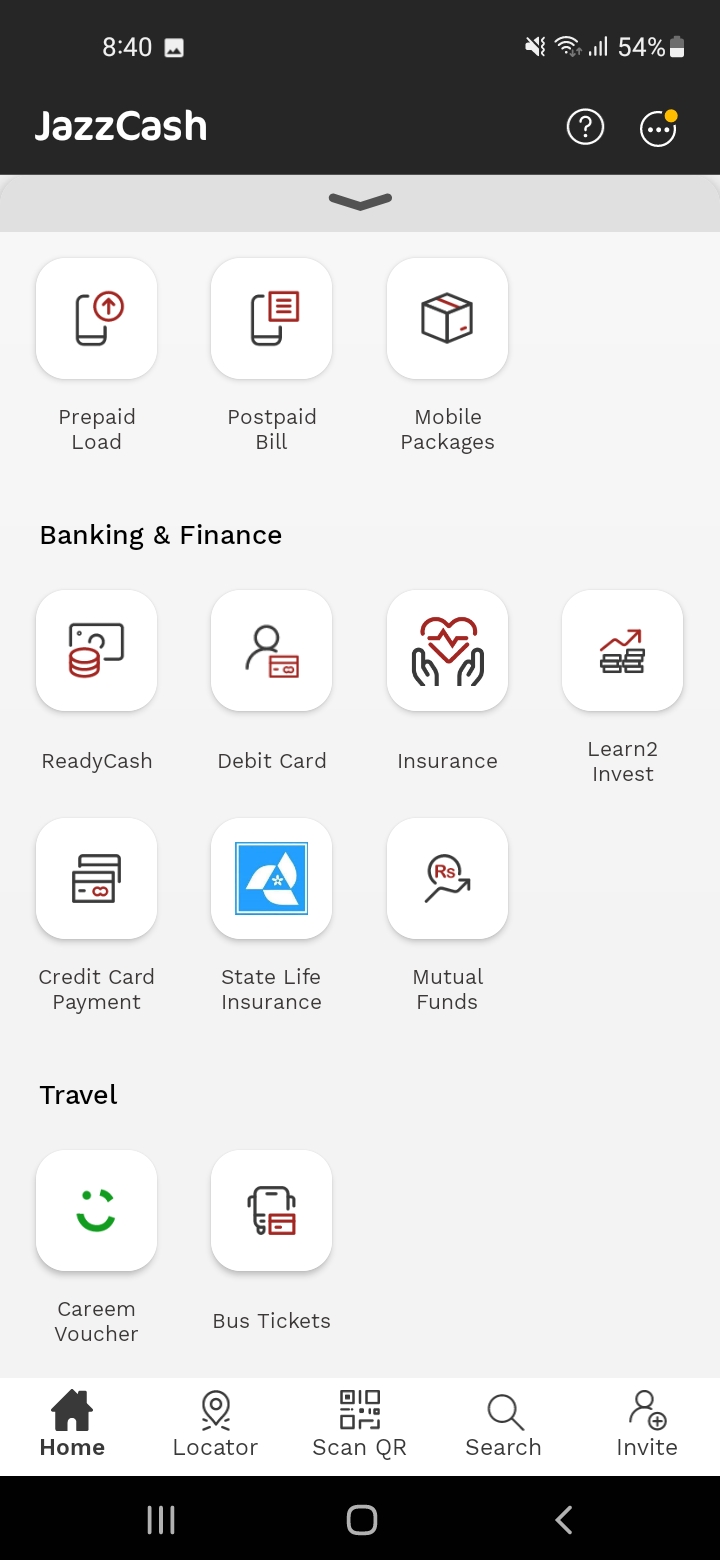 8:40
54%
JazzCash
Prepaid
Load
Postpaid
Bill
Mobile
Packages
Banking & Finance
ReadyCash
Debit Card
Insurance
Learn2
Invest
Credit Card
Payment
State Life
Insurance
Rs
Mutual
Funds
Travel
Careem
Voucher
Bus Tickets
Home
Locator
Scan QR
Search
Invite